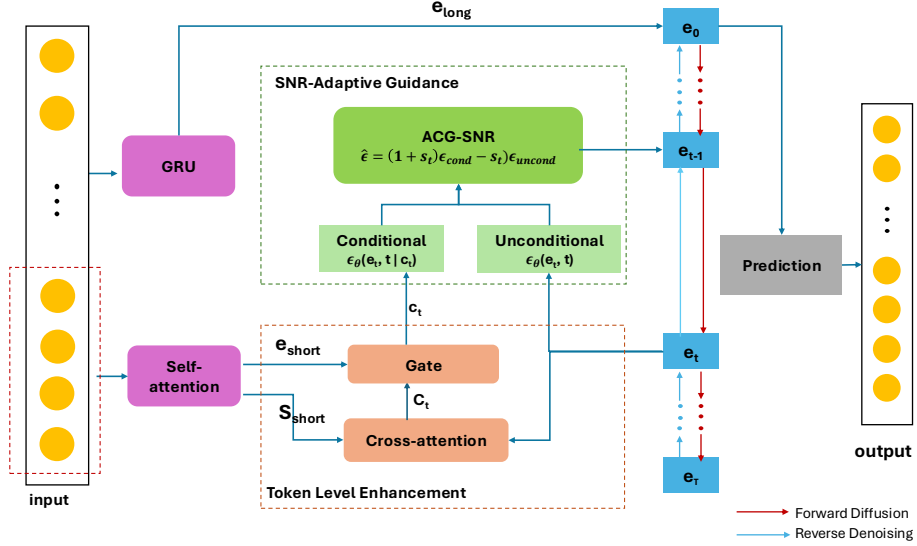 e_long
e_0
SNR-Adaptive Guidance
ACG-SNR
ϵ̂ = (1 + s_t)ϵ_cond − s_t)ϵ_uncond
e_t-1
GRU
Conditional
ϵ_θ(e_t, t | c_t)
Unconditional
ϵ_θ(e_t, t)
Prediction
c_t
e_short
Gate
e_t
Self-
attention
C_t
S_short
Cross-attention
output
e_T
Token Level Enhancement
input
Forward Diffusion
Reverse Denoising